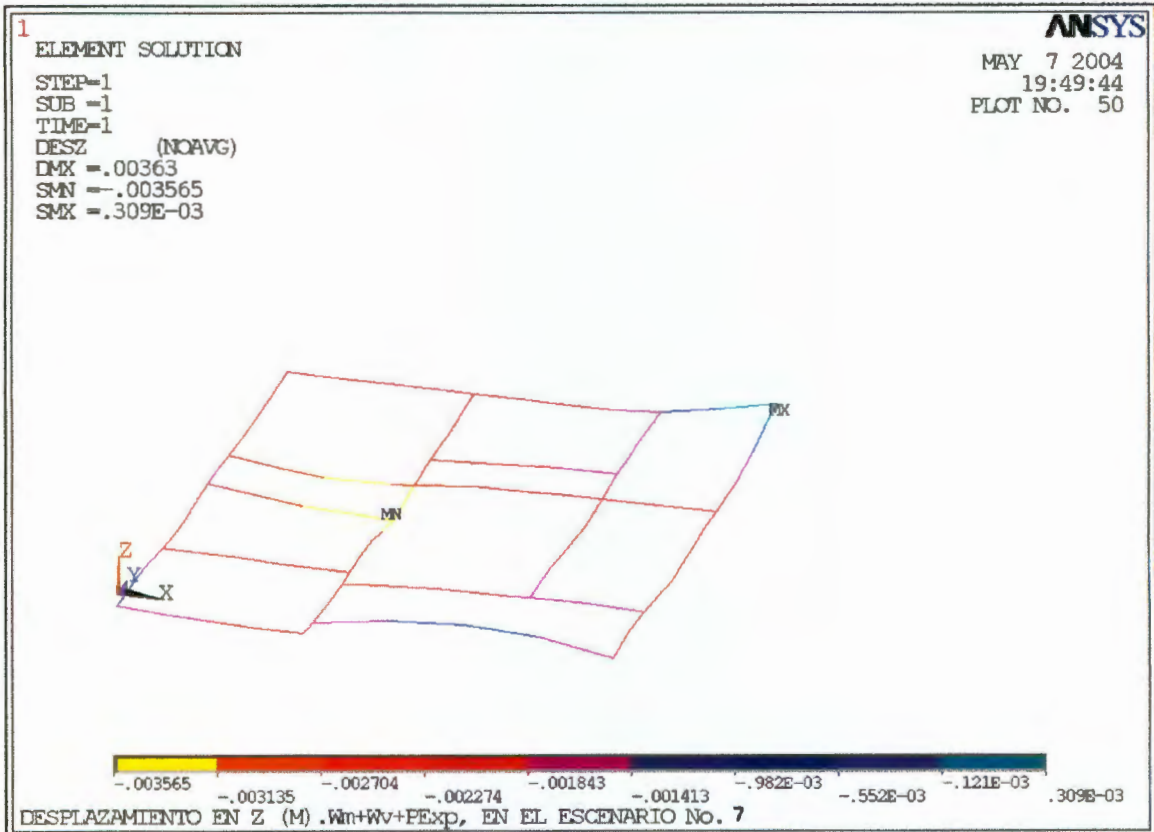 1
ANSYS
ELEMENT SOLUTION
STEP=1
SUB =1
TIME=1
DESZ (NOAVG)
DMX =.00363
SMN =-.003565
SMX =.309E-03
MAY 7 2004
19:49:44
PLOT NO. 50
MX
MN
Z
Y
X
-.003565 -.002704 -.001843 -.982E-03 -.121E-03
-.003135 -.002274 -.001413 -.552E-03 .309E-03
DESPLAZAMIENTO EN Z (M).Wm+Wv+PExp, EN EL ESCENARIO No. 7